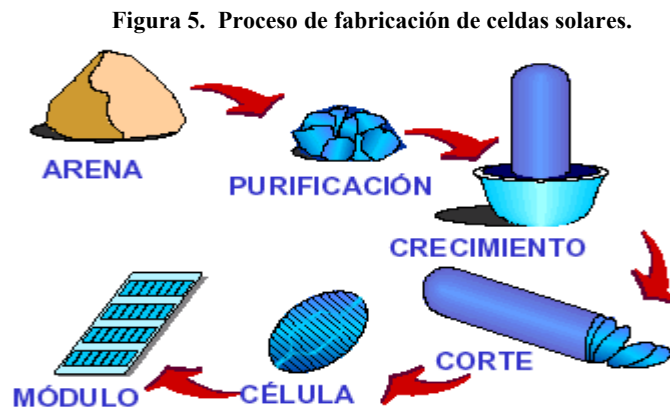 Figura 5. Proceso de fabricación de celdas solares.
ARENA
PURIFICACIÓN
CRECIMIENTO
CORTE
CÉLULA
MÓDULO